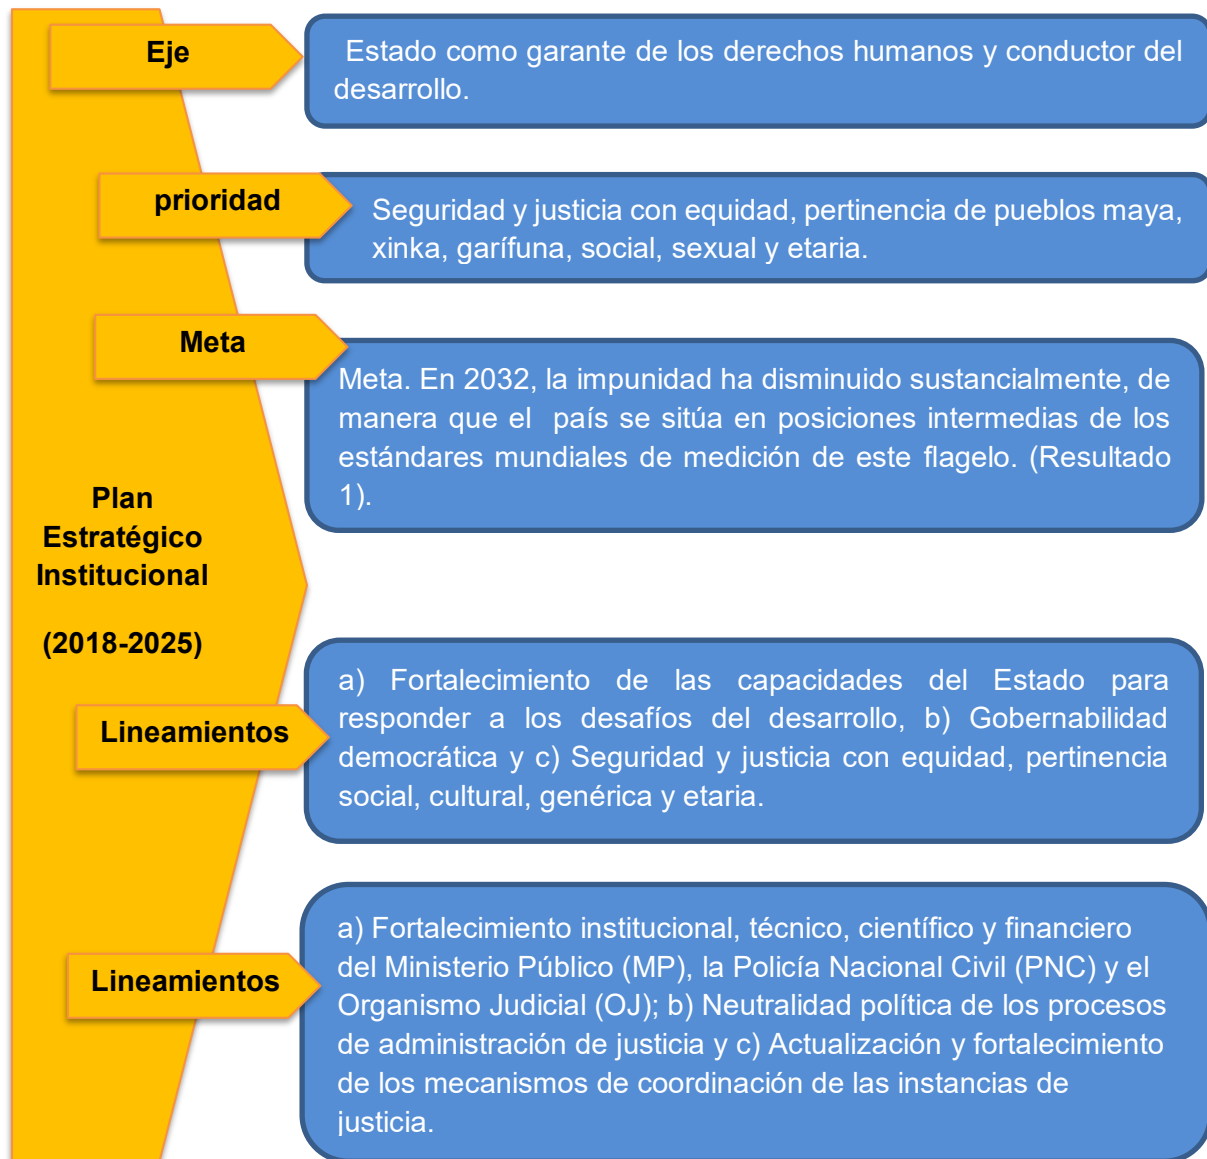 Eje
Estado como garante de los derechos humanos y conductor del
desarrollo.
prioridad
Seguridad y justicia con equidad, pertinencia de pueblos maya,
xinka, garífuna, social, sexual y etaria.
Meta
Meta. En 2032, la impunidad ha disminuido sustancialmente, de
manera que el país se sitúa en posiciones intermedias de los
estándares mundiales de medición de este flagelo. (Resultado
1).
Plan
Estratégico
Institucional
(2018-2025)
Lineamientos
a) Fortalecimiento de las capacidades del Estado para
responder a los desafíos del desarrollo, b) Gobernabilidad
democrática y c) Seguridad y justicia con equidad, pertinencia
social, cultural, genérica y etaria.
Lineamientos
a) Fortalecimiento institucional, técnico, científico y financiero
del Ministerio Público (MP), la Policía Nacional Civil (PNC) y el
Organismo Judicial (OJ); b) Neutralidad política de los procesos
de administración de justicia y c) Actualización y fortalecimiento
de los mecanismos de coordinación de las instancias de
justicia.